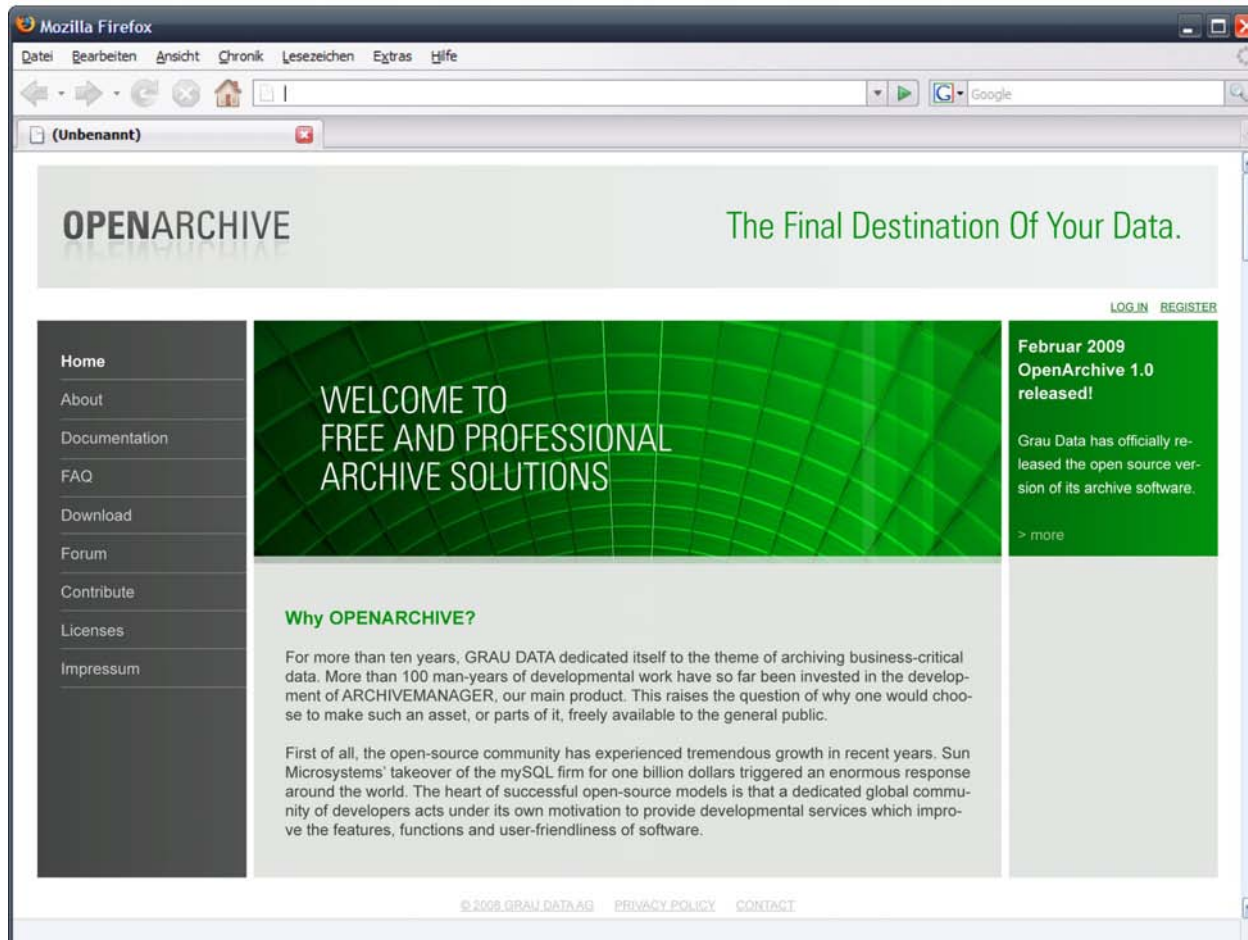 Mozilla Firefox
Datei Bearbeiten Ansicht Chronik Lesezeichen Extras Hilfe
G Google
(Unbenannt)
OPENARCHIVE
The Final Destination Of Your Data.
LOG IN REGISTER
Home
About
Documentation
FAQ
Download
Forum
Contribute
Licenses
Impressum
WELCOME TO
FREE AND PROFESSIONAL
ARCHIVE SOLUTIONS
Februar 2009
OpenArchive 1.0
released!
Grau Data has officially re-
leased the open source ver-
sion of its archive software.
> more
Why OPENARCHIVE?
For more than ten years, GRAU DATA dedicated itself to the theme of archiving business-critical
data. More than 100 man-years of developmental work have so far been invested in the develop-
ment of ARCHIVEMANAGER, our main product. This raises the question of why one would choo-
se to make such an asset, or parts of it, freely available to the general public.
First of all, the open-source community has experienced tremendous growth in recent years. Sun
Microsystems' takeover of the mySQL firm for one billion dollars triggered an enormous response
around the world. The heart of successful open-source models is that a dedicated global commu-
nity of developers acts under its own motivation to provide developmental services which impro-
ve the features, functions and user-friendliness of software.
© 2008 GRAU DATA AG PRIVACY POLICY CONTACT